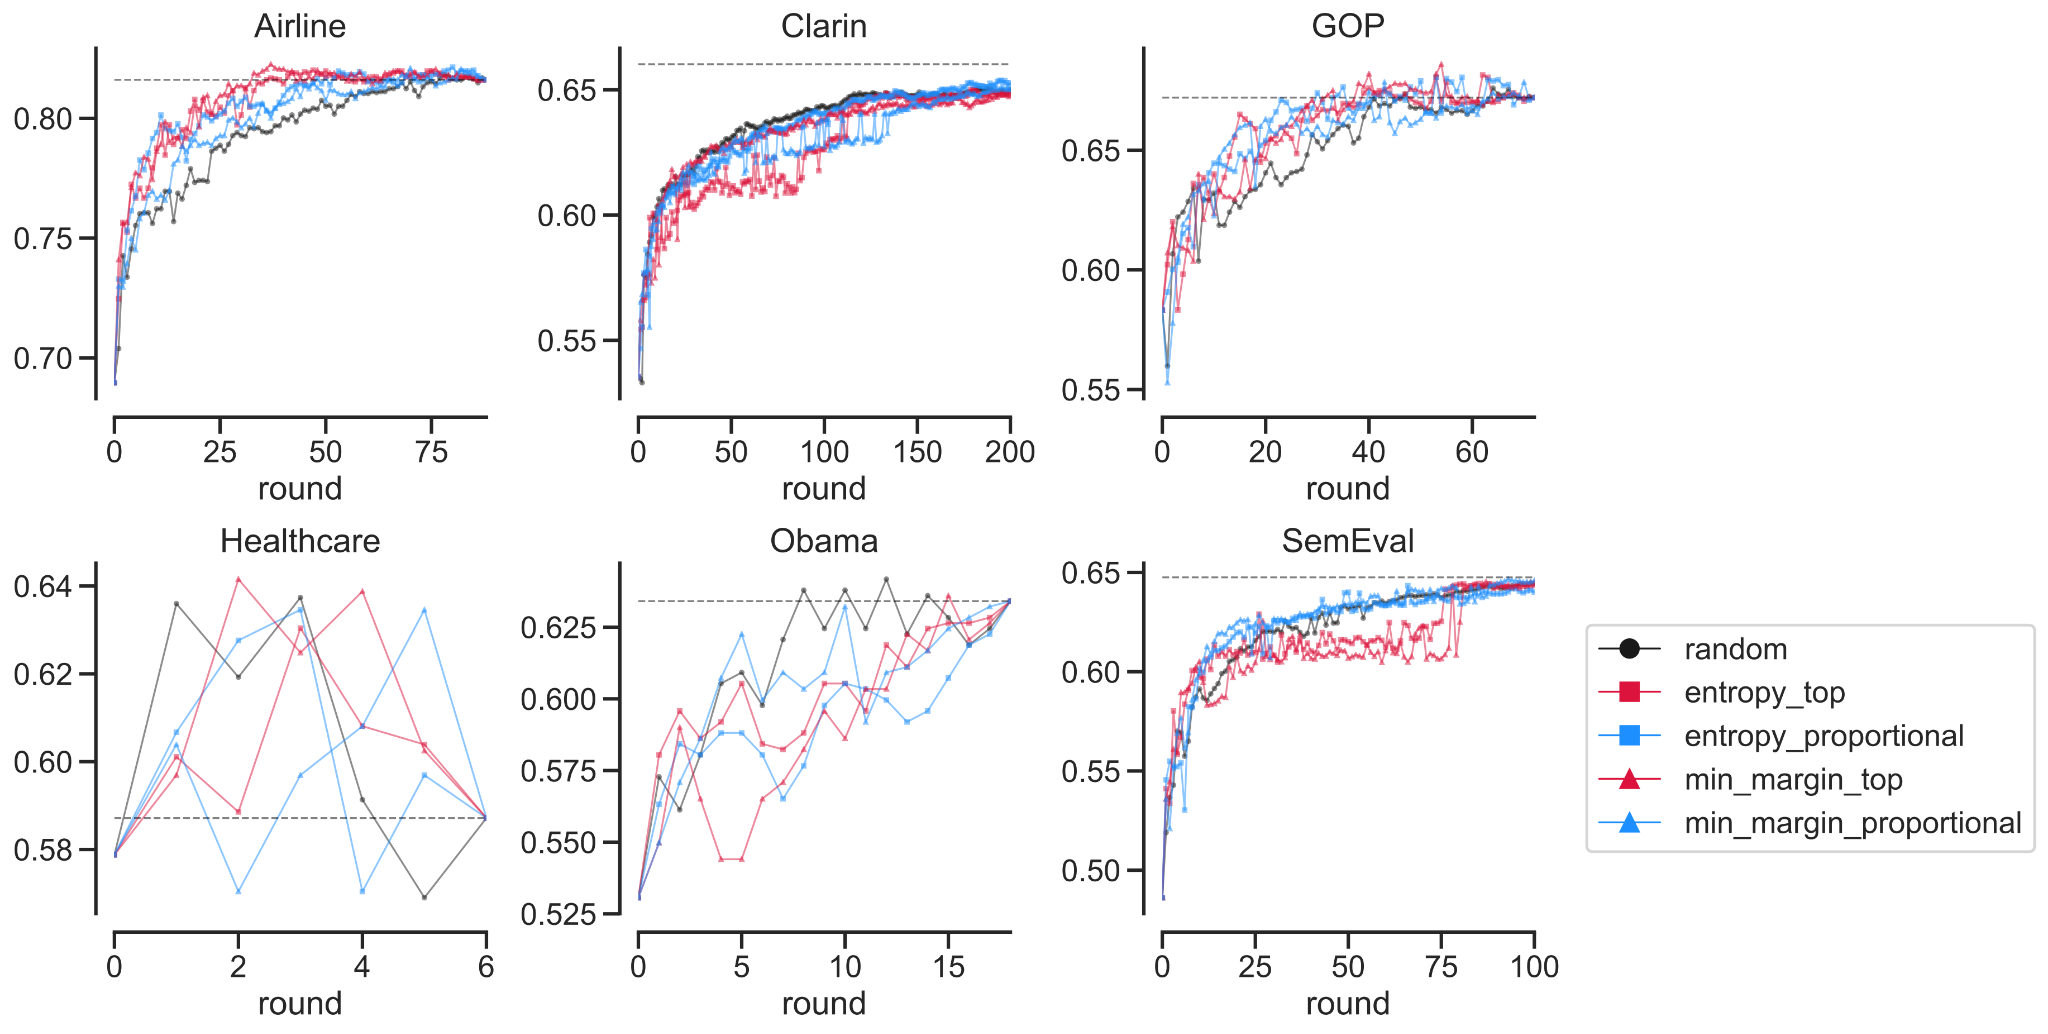 Airline
0.80
0.75
0.70
0 25 50 75
round
Clarin
0.65
0.60
0.55
0 50 100 150 200
round
GOP
0.65
0.60
0.55
0 20 40 60
round
Healthcare
0.64
0.62
0.60
0.58
0 2 4 6
round
Obama
0.625
0.600
0.575
0.550
0.525
0 5 10 15
round
SemEval
0.65
0.60
0.55
0.50
0 25 50 75 100
round
random
entropy_top
entropy_proportional
min_margin_top
min_margin_proportional